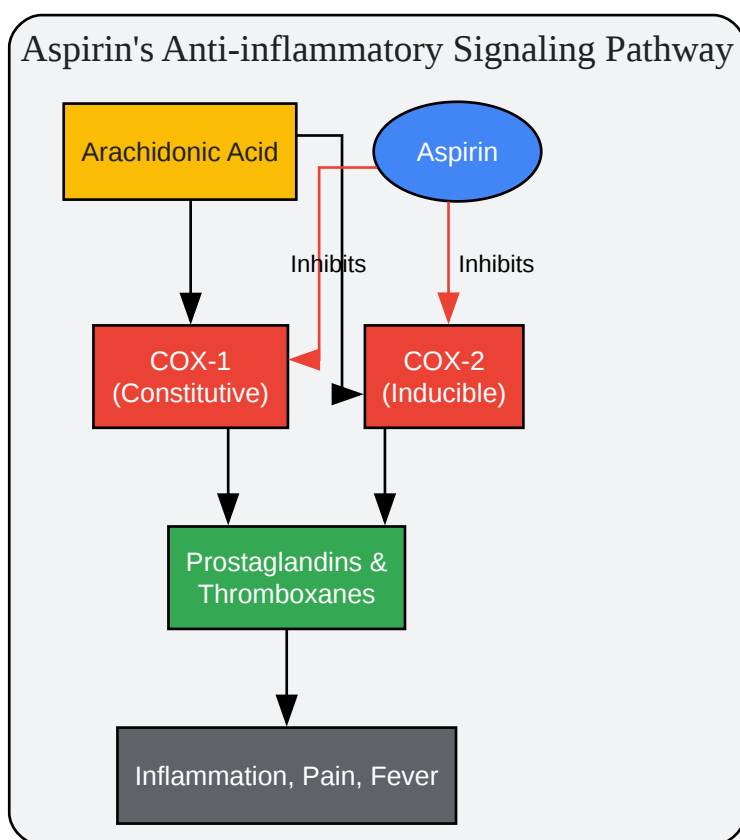 Aspirin's Anti-inflammatory Signaling Pathway
Arachidonic Acid
Aspirin
Inhibits
Inhibits
COX-1
(Constitutive)
COX-2
(Inducible)
Prostaglandins &
Thromboxanes
Inflammation, Pain, Fever